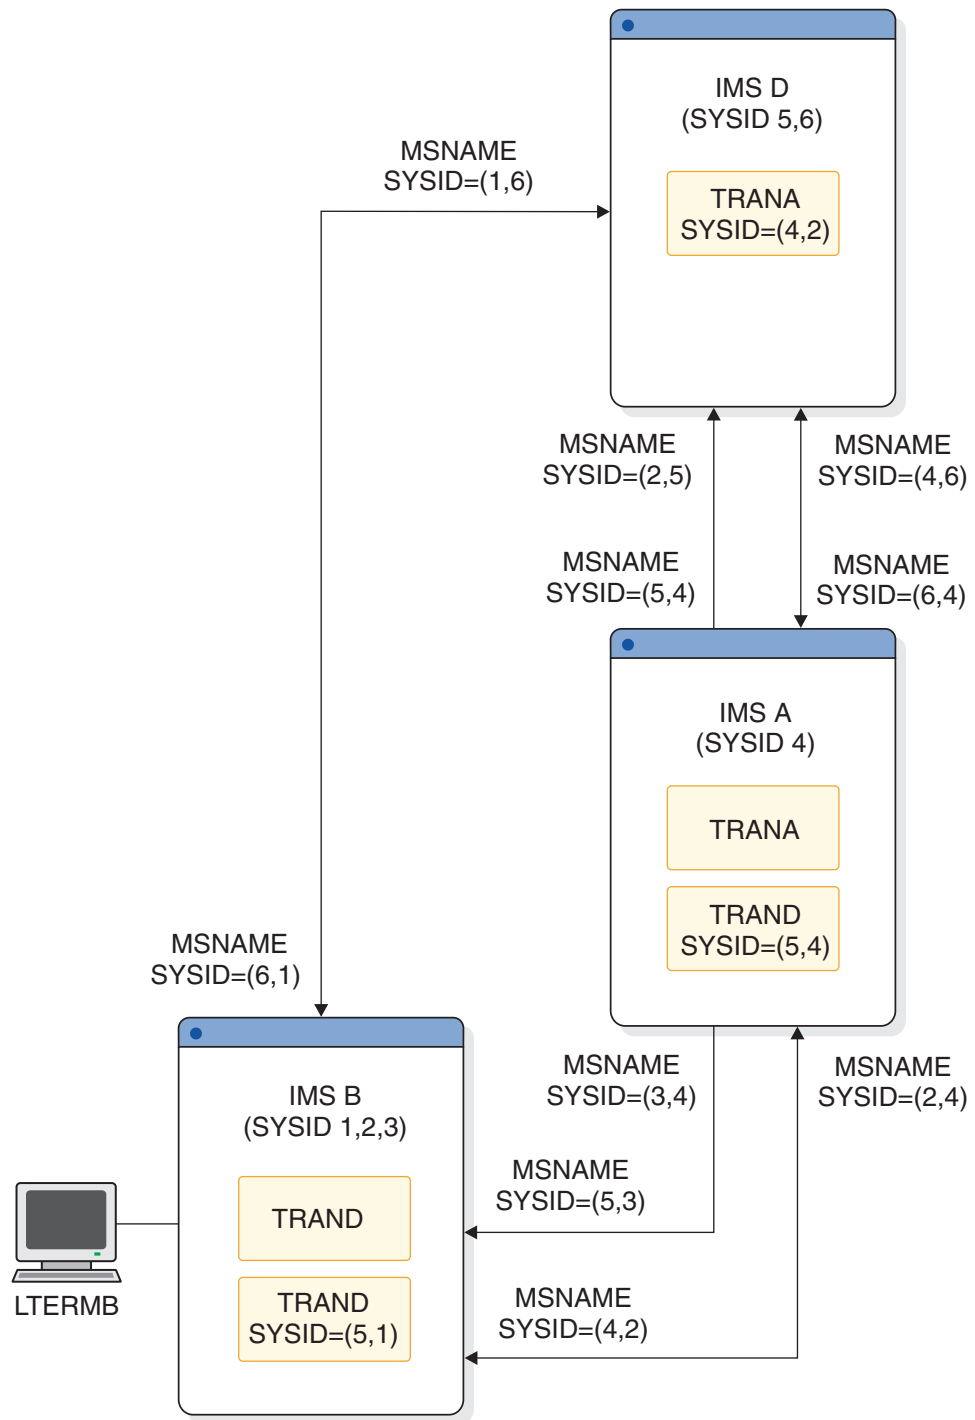 IMS D
(SYSID 5,6)
MSNAME
SYSID=(1,6)
TRANA
SYSID=(4,2)
MSNAME
SYSID=(2,5)
MSNAME
SYSID=(4,6)
MSNAME
SYSID=(5,4)
MSNAME
SYSID=(6,4)
IMS A
(SYSID 4)
TRANA
TRAND
SYSID=(5,4)
MSNAME
SYSID=(6,1)
MSNAME
SYSID=(3,4)
MSNAME
SYSID=(2,4)
IMS B
(SYSID 1,2,3)
MSNAME
SYSID=(5,3)
TRAND
LTERMB
TRAND
SYSID=(5,1)
MSNAME
SYSID=(4,2)